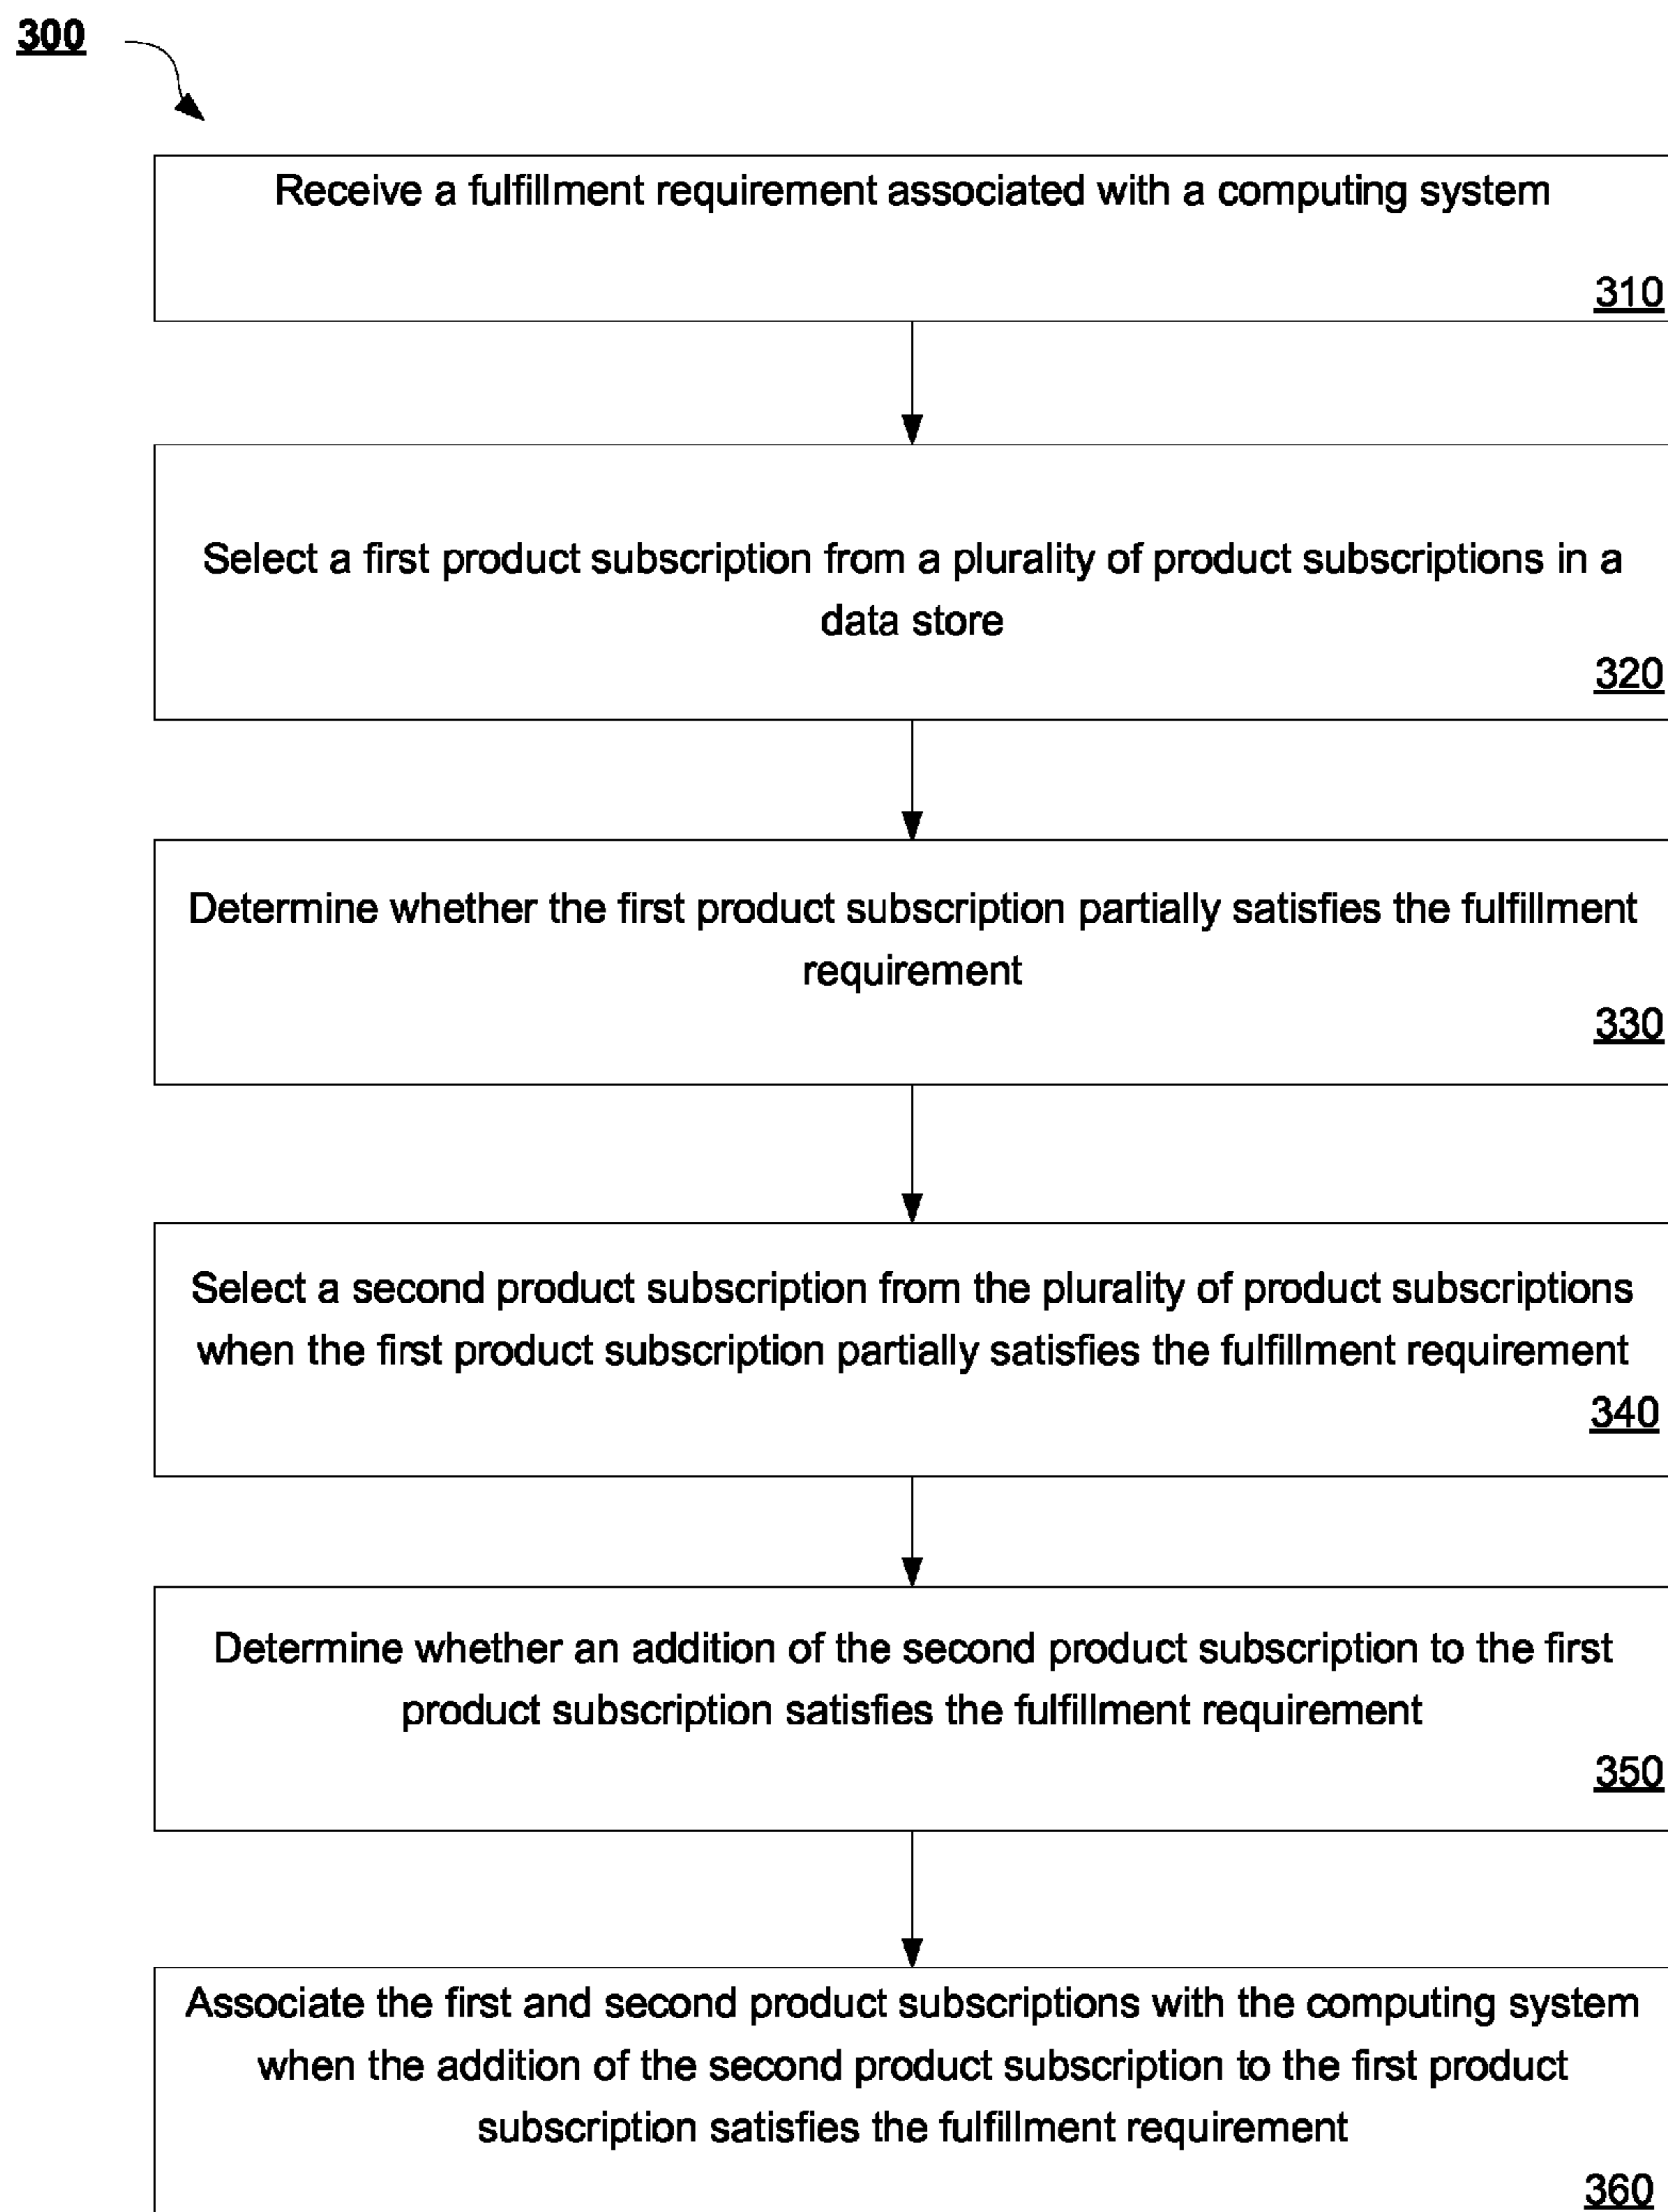 300
Receive a fulfillment requirement associated with a computing system
310
Select a first product subscription from a plurality of product subscriptions in a
data store
320
Determine whether the first product subscription partially satisfies the fulfillment
requirement
330
Select a second product subscription from the plurality of product subscriptions
when the first product subscription partially satisfies the fulfillment requirement
340
Determine whether an addition of the second product subscription to the first
product subscription satisfies the fulfillment requirement
350
Associate the first and second product subscriptions with the computing system
when the addition of the second product subscription to the first product
subscription satisfies the fulfillment requirement
360